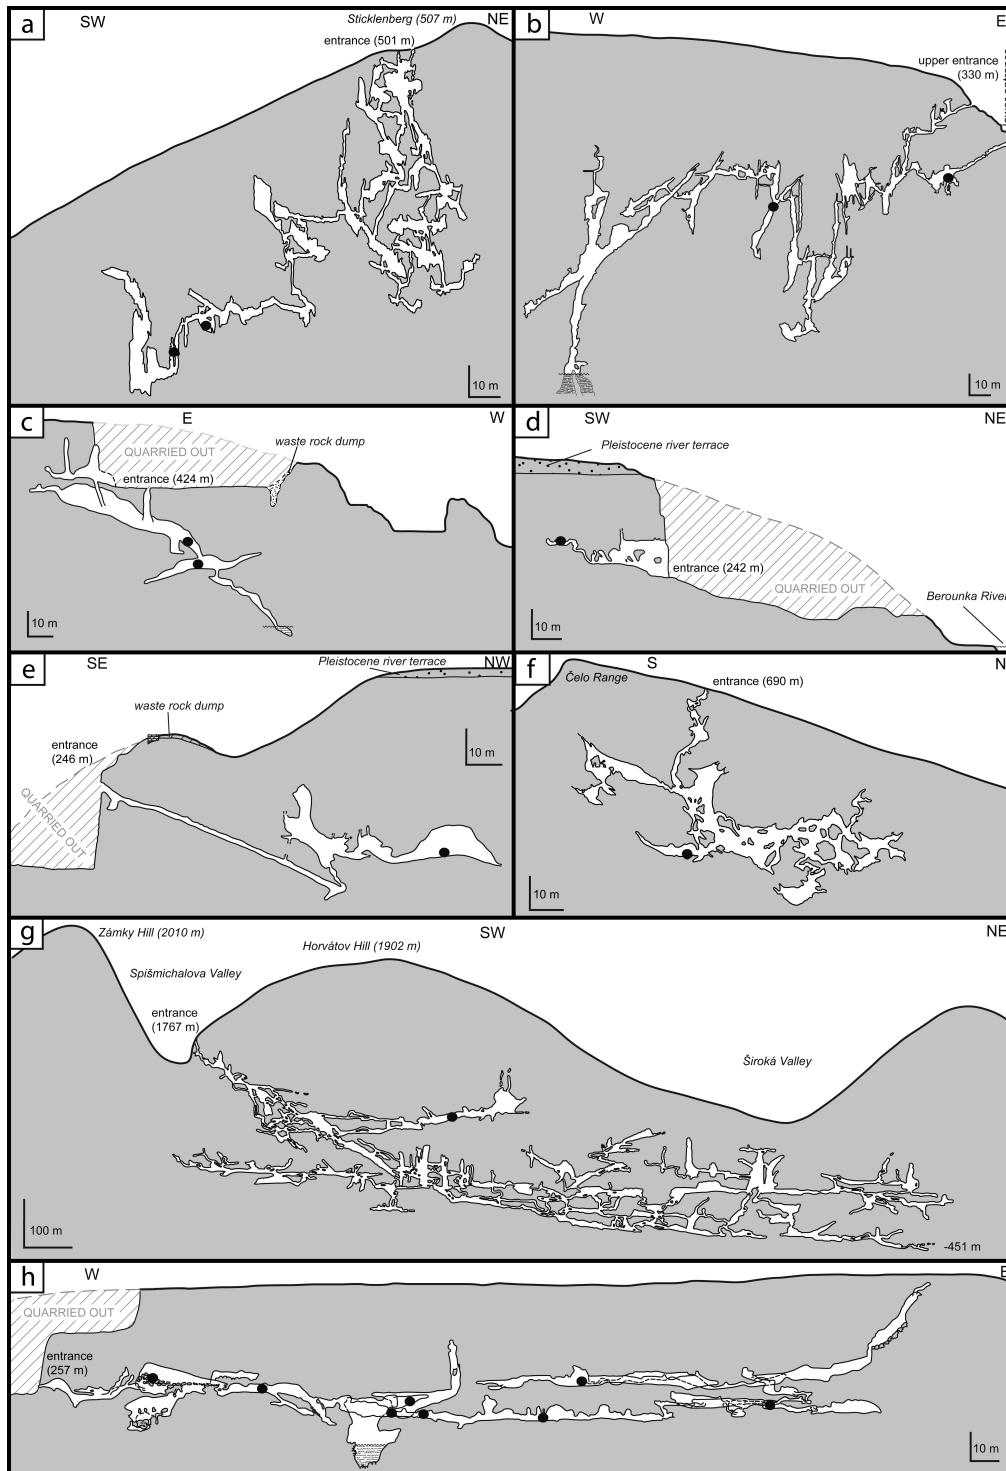 a
SW
Sticklenberg (507 m)
NE
entrance (501 m)
10 m
b
W
E
upper entrance
(330 m)
10 m
c
E
W
QUARRIED OUT
waste rock dump
entrance (424 m)
10 m
d
SW
NE
Pleistocene river terrace
entrance (242 m)
QUARRIED OUT
Berounka River
10 m
e
SE
Pleistocene river terrace
NW
waste rock dump
entrance
(246 m)
QUARRIED OUT
10 m
f
S
N
Čelo Range
entrance (690 m)
10 m
g
Zámky Hill (2010 m)
SW
NE
Horvátov Hill (1902 m)
Spišmichalova Valley
entrance
(1767 m)
Široká Valley
100 m
-451 m
h
W
E
QUARRIED OUT
entrance
(257 m)
10 m